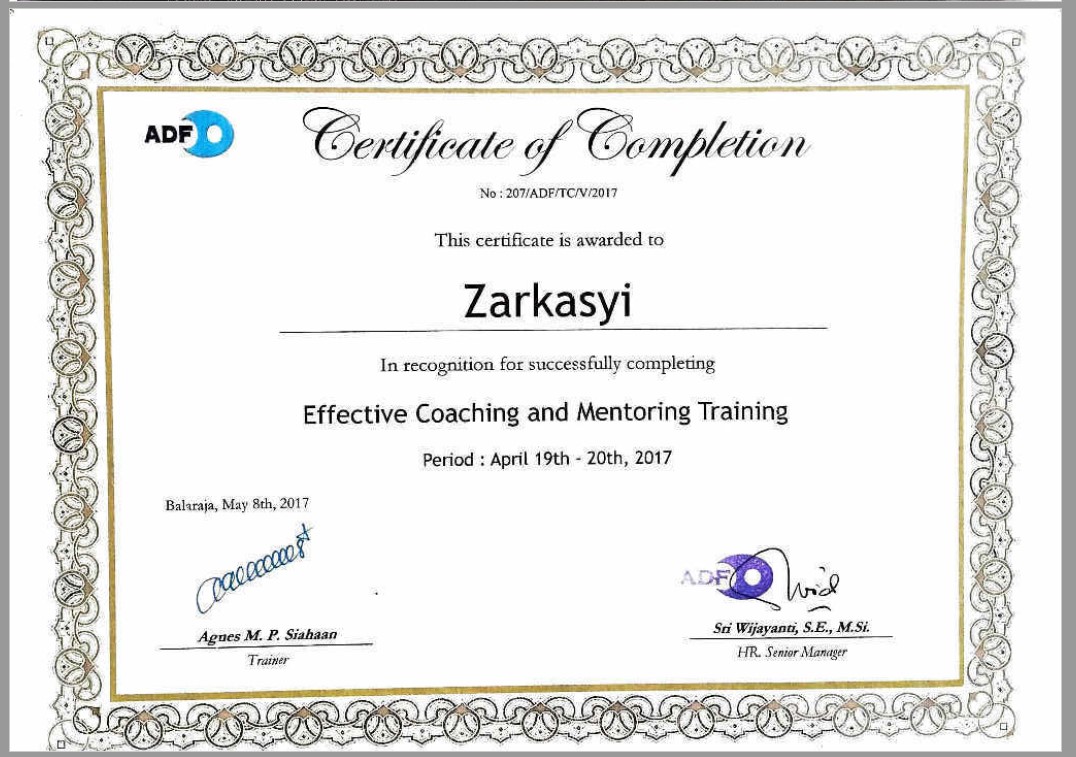 ADF
Certificate of Completion
No : 207/ADF/TC/V/2017
This certificate is awarded to
Zarkasyi
In recognition for successfully completing
Effective Coaching and Mentoring Training
Period : April 19th - 20th, 2017
Balaraja, May 8th, 2017
ADF
Agnes M. P. Siahaan
Trainer
Sri Wijayanti, S.E., M.Si.
HR. Senior Manager